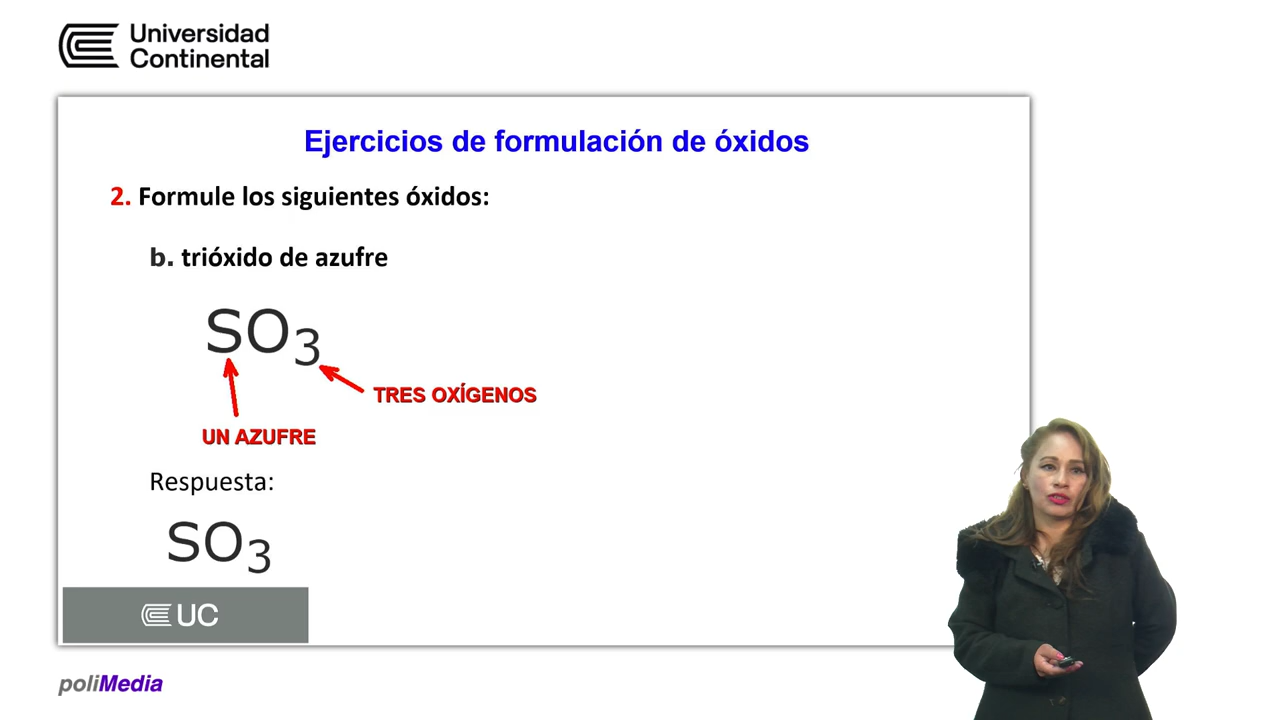 Universidad
Continental
Ejercicios de formulación de óxidos
2. Formule los siguientes óxidos:
b. trióxido de azufre
SO₃
TRES OXÍGENOS
UN AZUFRE
Respuesta:
SO₃
UC
poliMedia